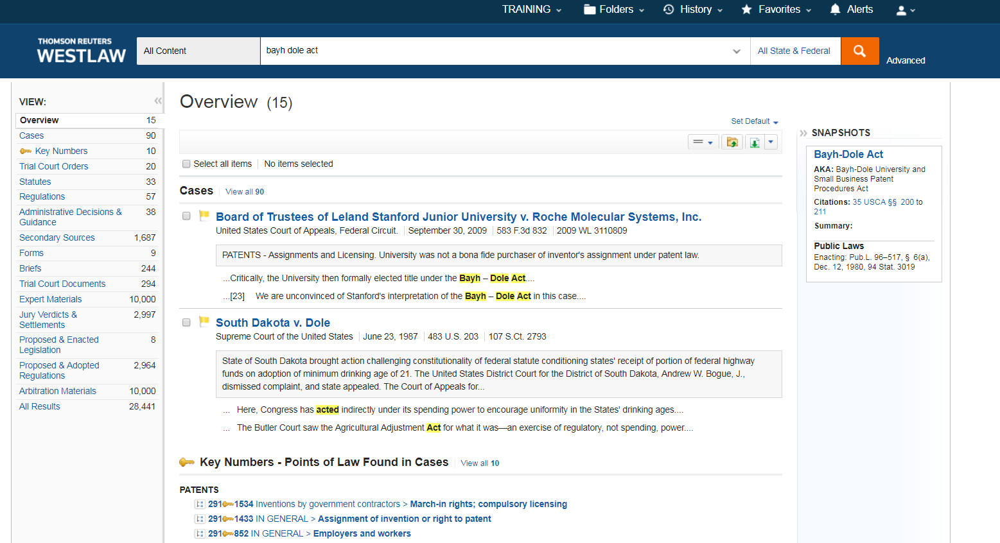 TRAINING Folders History Favorites Alerts
THOMSON REUTERS
WESTLAW
All Content
bayh dole act
All State & Federal
Advanced
VIEW:
Overview 15
Cases 90
Key Numbers 10
Trial Court Orders 20
Statutes 33
Regulations 57
Administrative Decisions & 38
Guidance
Secondary Sources 1,687
Forms 9
Briefs 244
Trial Court Documents 294
Expert Materials 10,000
Jury Verdicts & 2,997
Settlements
Proposed & Enacted 8
Legislation
Proposed & Adopted 2,964
Regulations
Arbitration Materials 10,000
All Results 28,441
Overview (15)
Set Default
Select all items No items selected
Cases View all 90
Board of Trustees of Leland Stanford Junior University v. Roche Molecular Systems, Inc.
United States Court of Appeals, Federal Circuit. September 30, 2009 583 F.3d 832 2009 WL 3110809
PATENTS - Assignments and Licensing. University was not a bona fide purchaser of inventor's assignment under patent law.
...Critically, the University then formally elected title under the Bayh – Dole Act....
...[23] We are unconvinced of Stanford's interpretation of the Bayh – Dole Act in this case....
South Dakota v. Dole
Supreme Court of the United States June 23, 1987 483 U.S. 203 107 S.Ct. 2793
State of South Dakota brought action challenging constitutionality of federal statute conditioning states' receipt of portion of federal highway
funds on adoption of minimum drinking age of 21. The United States District Court for the District of South Dakota, Andrew W. Bogue, J.,
dismissed complaint, and state appealed. The Court of Appeals for...
... Here, Congress has acted indirectly under its spending power to encourage uniformity in the States' drinking ages....
... The Butler Court saw the Agricultural Adjustment Act for what it was—an exercise of regulatory, not spending, power....
Key Numbers - Points of Law Found in Cases View all 10
PATENTS
291 1534 Inventions by government contractors > March-in rights; compulsory licensing
291 1433 IN GENERAL > Assignment of invention or right to patent
291 852 IN GENERAL > Employers and workers
SNAPSHOTS
Bayh-Dole Act
AKA: Bayh-Dole University and
Small Business Patent
Procedures Act
Citations: 35 USCA §§ 200 to
211
Summary:
Public Laws
Enacting: Pub.L. 96–517, § 6(a),
Dec. 12, 1980, 94 Stat. 3019